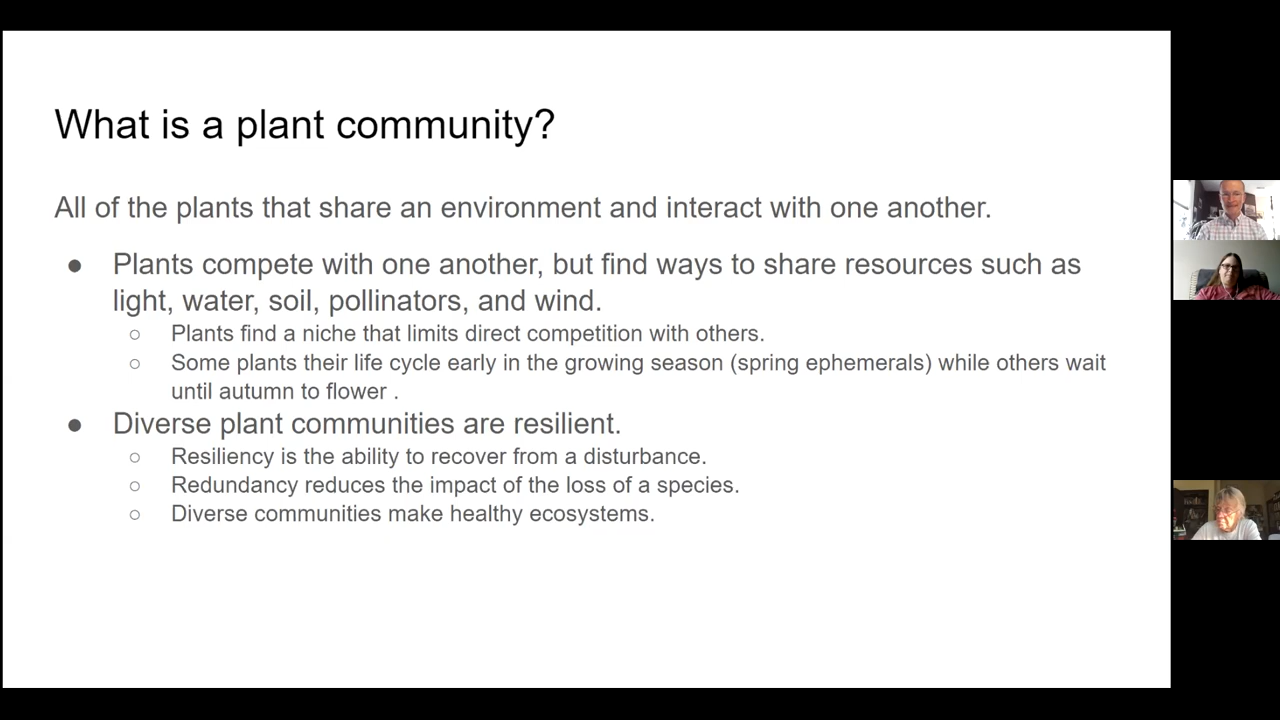 What is a plant community?
All of the plants that share an environment and interact with one another.
● Plants compete with one another, but find ways to share resources such as
light, water, soil, pollinators, and wind.
○ Plants find a niche that limits direct competition with others.
○ Some plants their life cycle early in the growing season (spring ephemerals) while others wait
until autumn to flower .
● Diverse plant communities are resilient.
○ Resiliency is the ability to recover from a disturbance.
○ Redundancy reduces the impact of the loss of a species.
○ Diverse communities make healthy ecosystems.